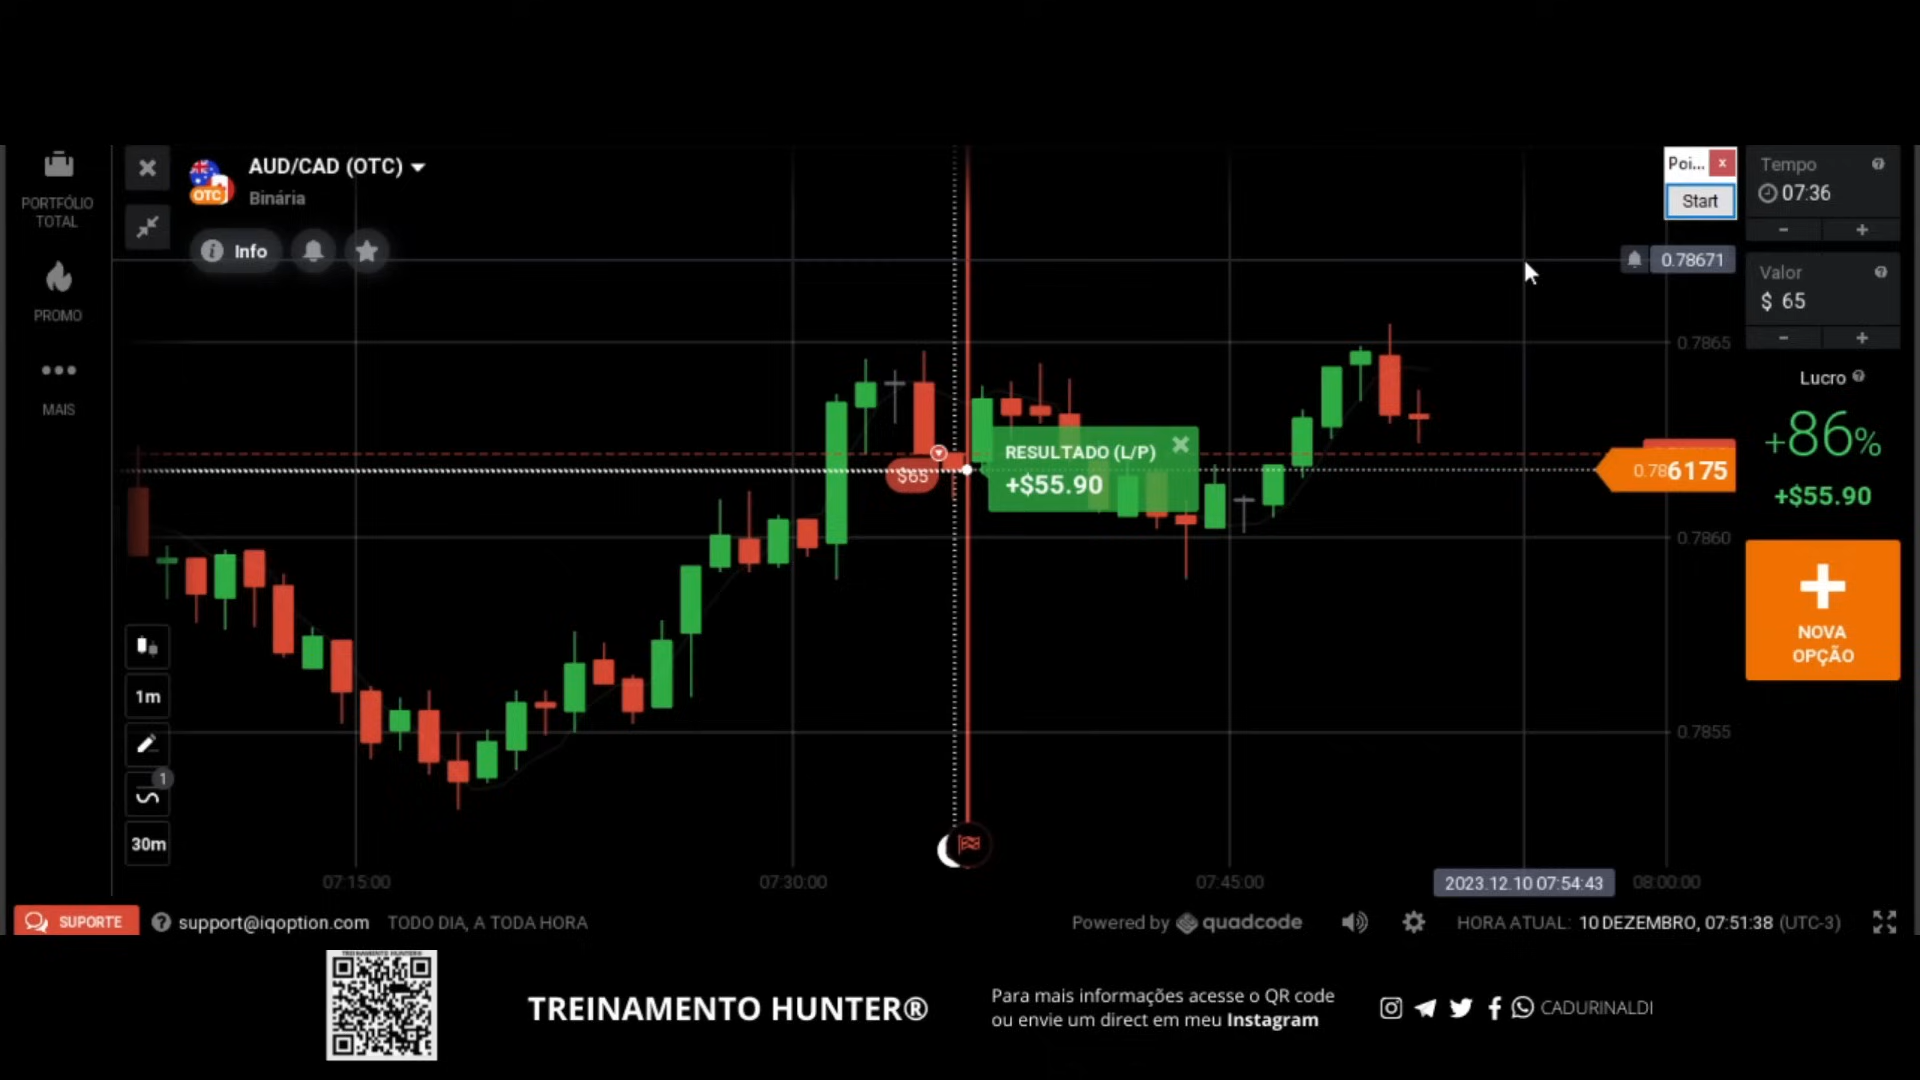 AUD/CAD (OTC)
OTC
Binária
Info
PORTFÓLIO
TOTAL
PROMO
MAIS
Poi... x
Start
Tempo
07:36
Valor
$ 65
Lucro
+86%
+$55.90
NOVA
OPÇÃO
0.78671
0.7865
0.786175
0.7860
0.7855
RESULTADO (L/P)
+$55.90
$65
1m
1
30m
07:15:00
07:30:00
07:45:00
2023.12.10 07:54:43
08:00:00
SUPORTE
support@iqoption.com
TODO DIA, A TODA HORA
Powered by quadcode
HORA ATUAL: 10 DEZEMBRO, 07:51:38 (UTC-3)
TREINAMENTO HUNTER®
TREINAMENTO HUNTER®
Para mais informações acesse o QR code
ou envie um direct em meu Instagram
CADURINALDI